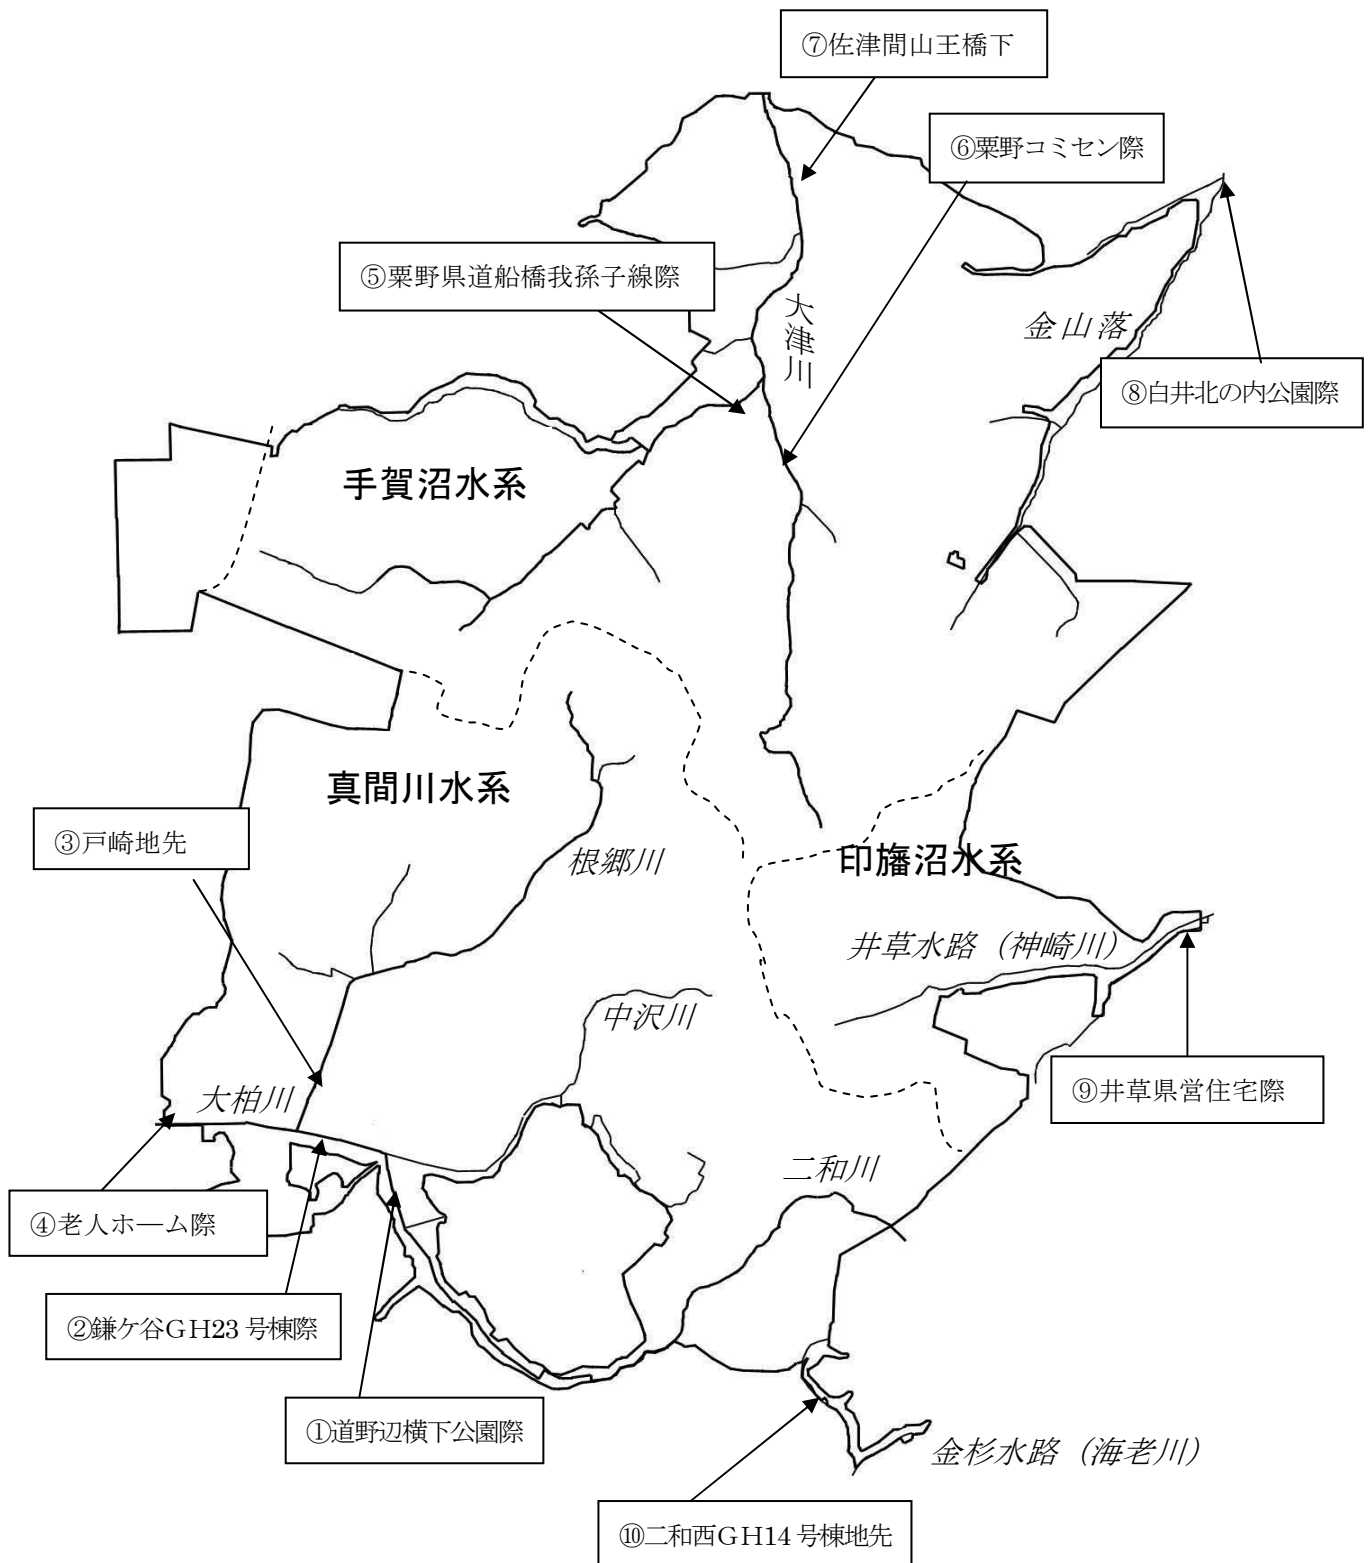 ⑦佐津間山王橋下
⑥粟野コミセン際
⑤粟野県道船橋我孫子線際
大津川
金山落
⑧白井北の内公園際
手賀沼水系
真間川水系
③戸崎地先
根郷川
印旛沼水系
井草水路（神崎川）
中沢川
⑨井草県営住宅際
大柏川
二和川
④老人ホーム際
②鎌ケ谷GH23号棟際
①道野辺横下公園際
金杉水路（海老川）
⑩二和西GH14号棟地先